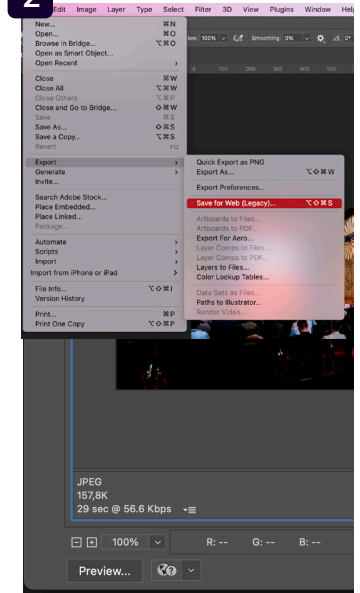 2
Edit Image Layer Type Select Filter 3D View Plugins Window Help
New... ⌘N
Open... ⌘O
Browse in Bridge... ⌥⌘O
Open as Smart Object...
Open Recent >
Close ⌘W
Close All ⌥⌘W
Close Others ⌥⌘P
Close and Go to Bridge... ⇧⌘W
Save ⌘S
Save As... ⇧⌘S
Save a Copy... ⌥⌘S
Revert F12
Export >
Generate >
Invite...
Search Adobe Stock...
Place Embedded...
Place Linked...
Package...
Automate >
Scripts >
Import >
Import from iPhone or iPad >
File Info... ⌥⇧⌘I
Version History
Print... ⌘P
Print One Copy ⌥⇧⌘P
100% Smoothing: 0% 0°
0 100 200 300 400 500
Quick Export as PNG
Export As... ⌥⇧⌘W
Export Preferences...
Save for Web (Legacy)... ⌥⇧⌘S
Artboards to Files...
Artboards to PDF...
Export For Aero...
Layer Comps to Files...
Layer Comps to PDF...
Layers to Files...
Color Lookup Tables...
Data Sets as Files...
Paths to Illustrator...
Render Video...
JPEG
157,8K
29 sec @ 56.6 Kbps
100% R: -- G: -- B: --
Preview...